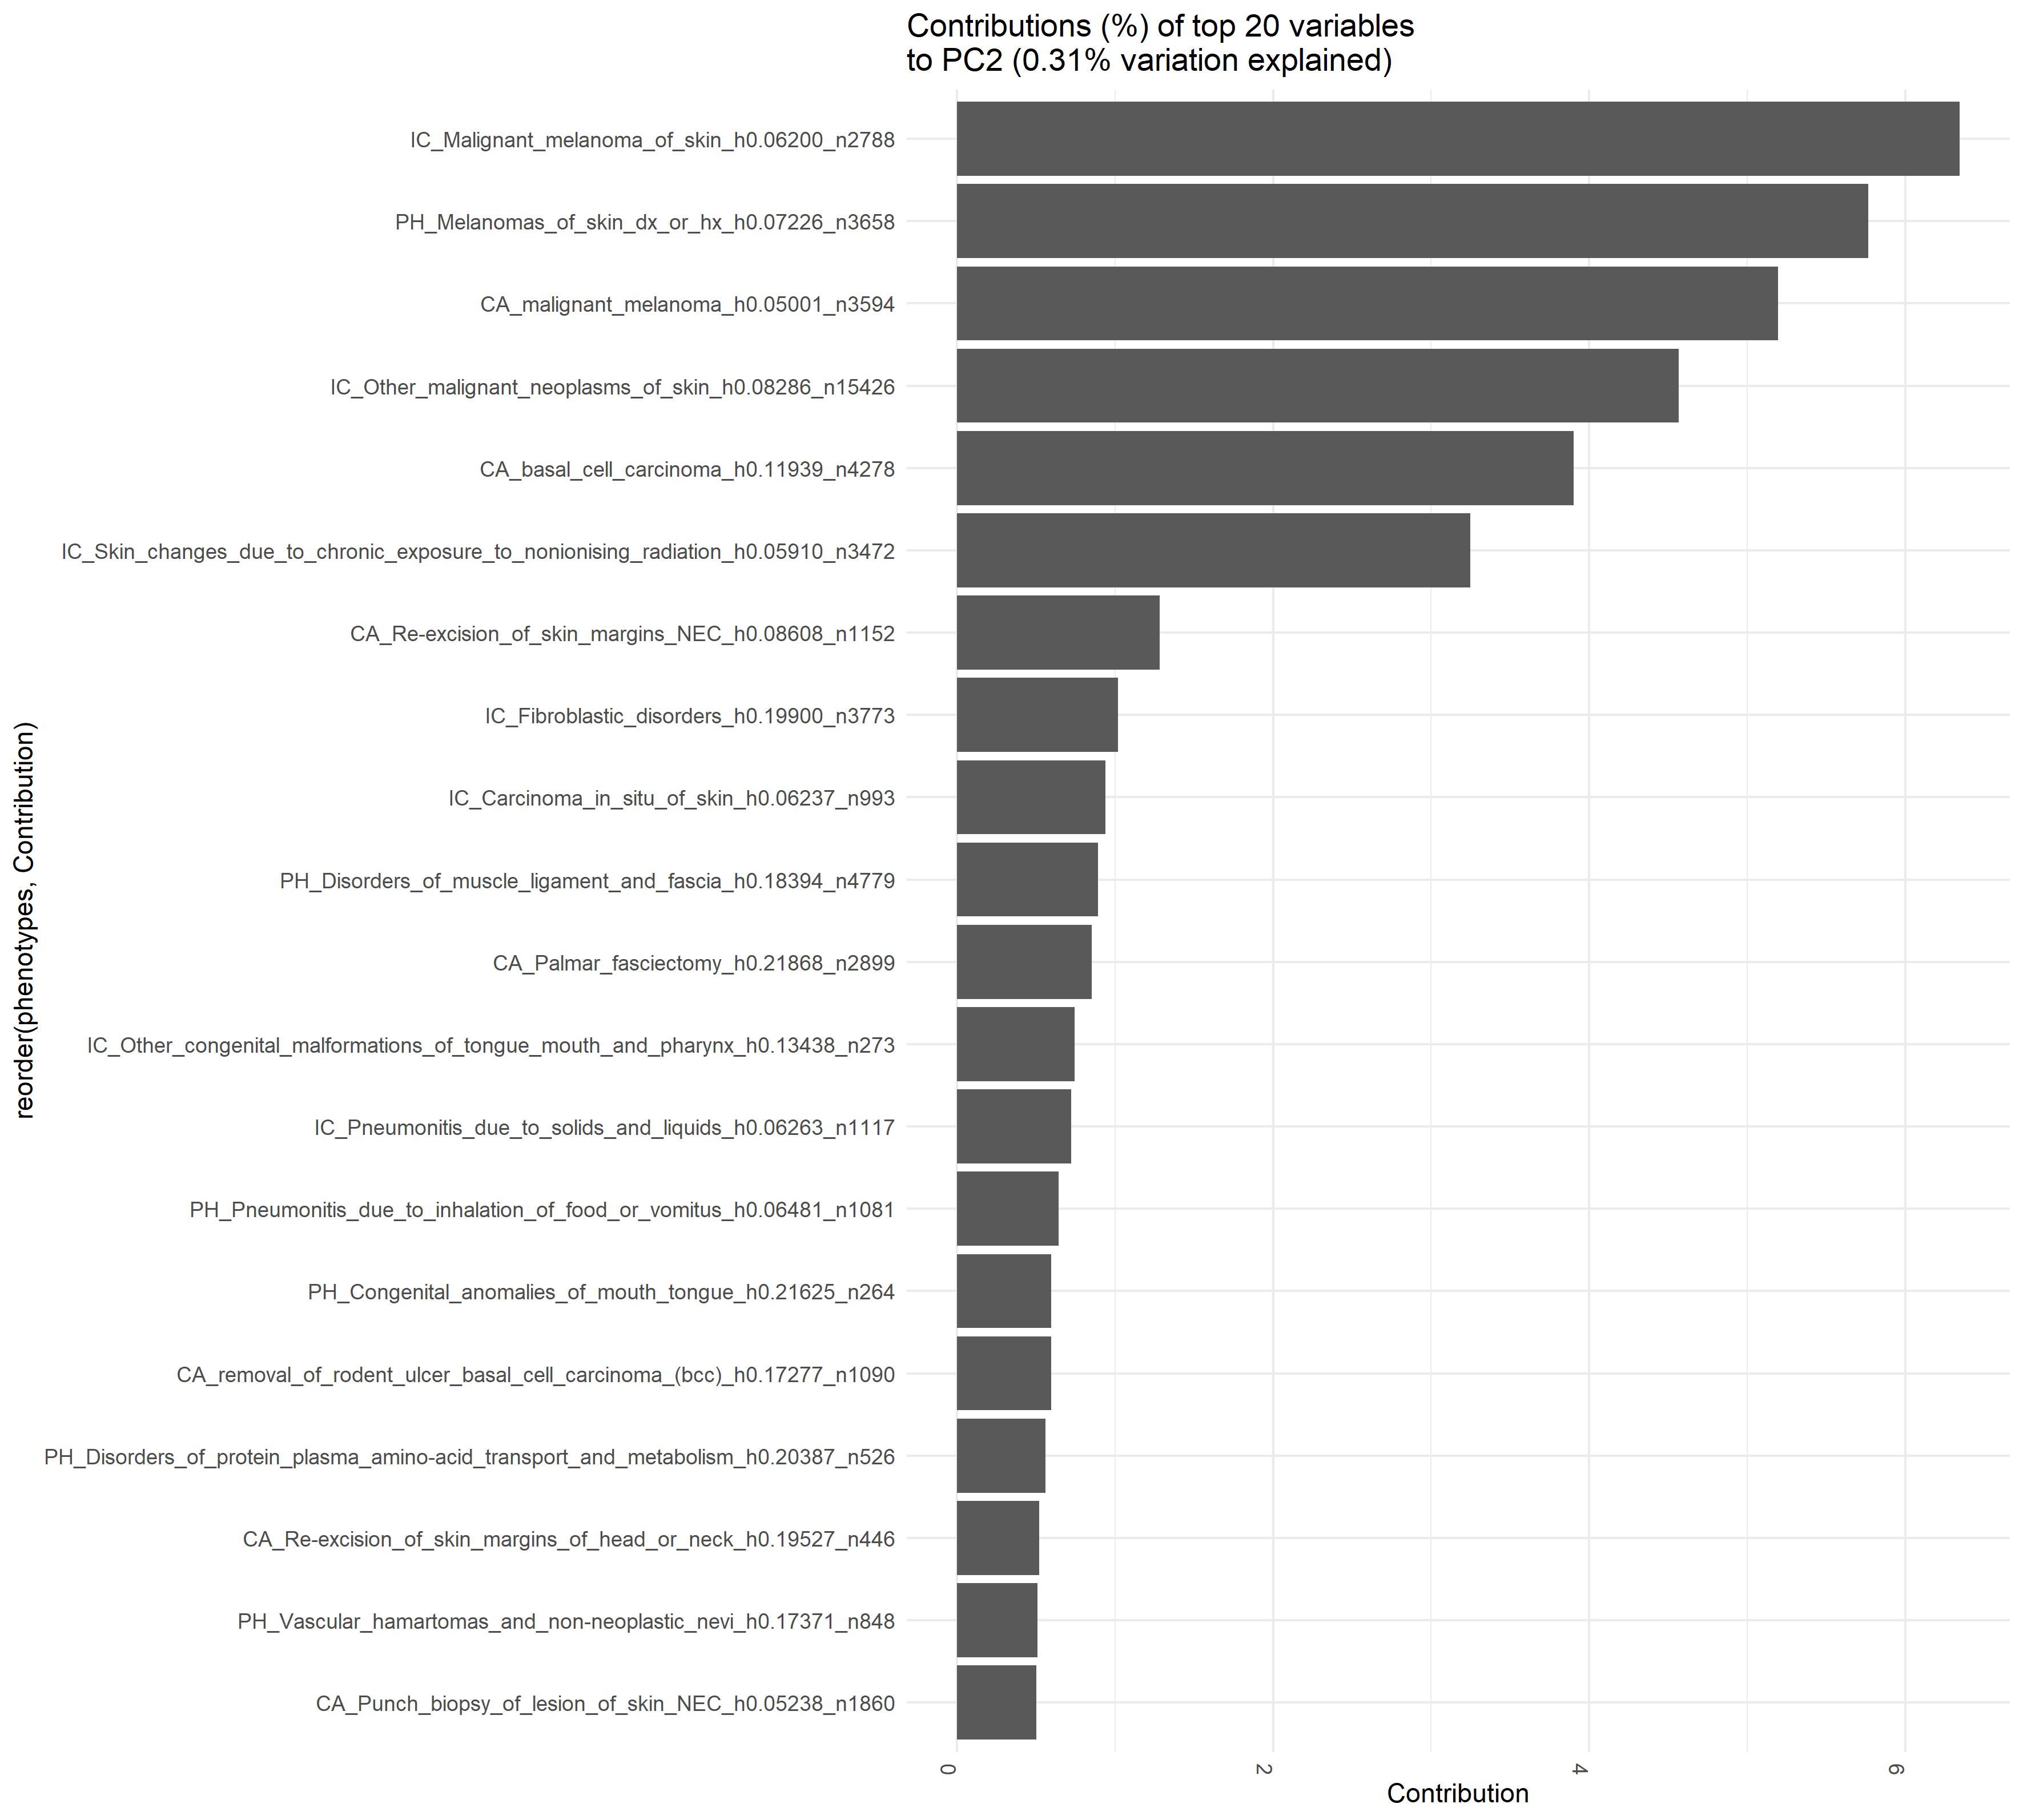 Contributions (%) of top 20 variables
to PC2 (0.31% variation explained)
reorder(phenotypes, Contribution)
IC_Malignant_melanoma_of_skin_h0.06200_n2788
PH_Melanomas_of_skin_dx_or_hx_h0.07226_n3658
CA_malignant_melanoma_h0.05001_n3594
IC_Other_malignant_neoplasms_of_skin_h0.08286_n15426
CA_basal_cell_carcinoma_h0.11939_n4278
IC_Skin_changes_due_to_chronic_exposure_to_nonionising_radiation_h0.05910_n3472
CA_Re-excision_of_skin_margins_NEC_h0.08608_n1152
IC_Fibroblastic_disorders_h0.19900_n3773
IC_Carcinoma_in_situ_of_skin_h0.06237_n993
PH_Disorders_of_muscle_ligament_and_fascia_h0.18394_n4779
CA_Palmar_fasciectomy_h0.21868_n2899
IC_Other_congenital_malformations_of_tongue_mouth_and_pharynx_h0.13438_n273
IC_Pneumonitis_due_to_solids_and_liquids_h0.06263_n1117
PH_Pneumonitis_due_to_inhalation_of_food_or_vomitus_h0.06481_n1081
PH_Congenital_anomalies_of_mouth_tongue_h0.21625_n264
CA_removal_of_rodent_ulcer_basal_cell_carcinoma_(bcc)_h0.17277_n1090
PH_Disorders_of_protein_plasma_amino-acid_transport_and_metabolism_h0.20387_n526
CA_Re-excision_of_skin_margins_of_head_or_neck_h0.19527_n446
PH_Vascular_hamartomas_and_non-neoplastic_nevi_h0.17371_n848
CA_Punch_biopsy_of_lesion_of_skin_NEC_h0.05238_n1860
0
2
4
6
Contribution